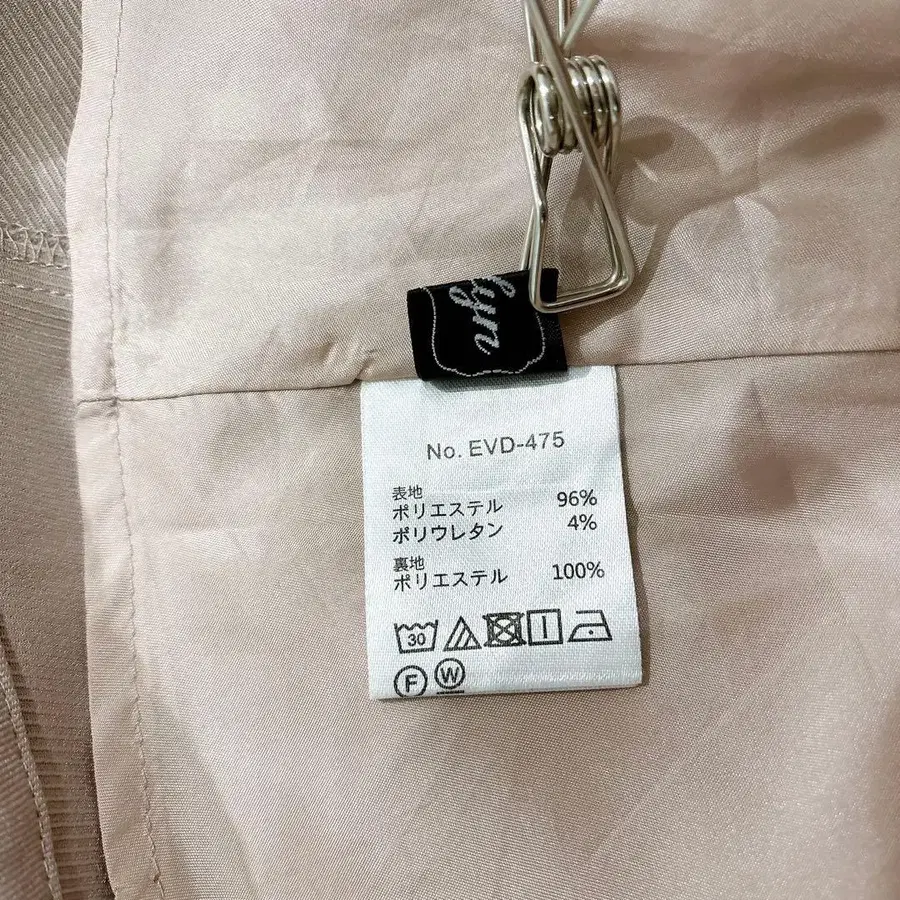 lyn
No. EVD-475
表地
ポリエステル 96%
ポリウレタン 4%
裏地
ポリエステル 100%
30
F W